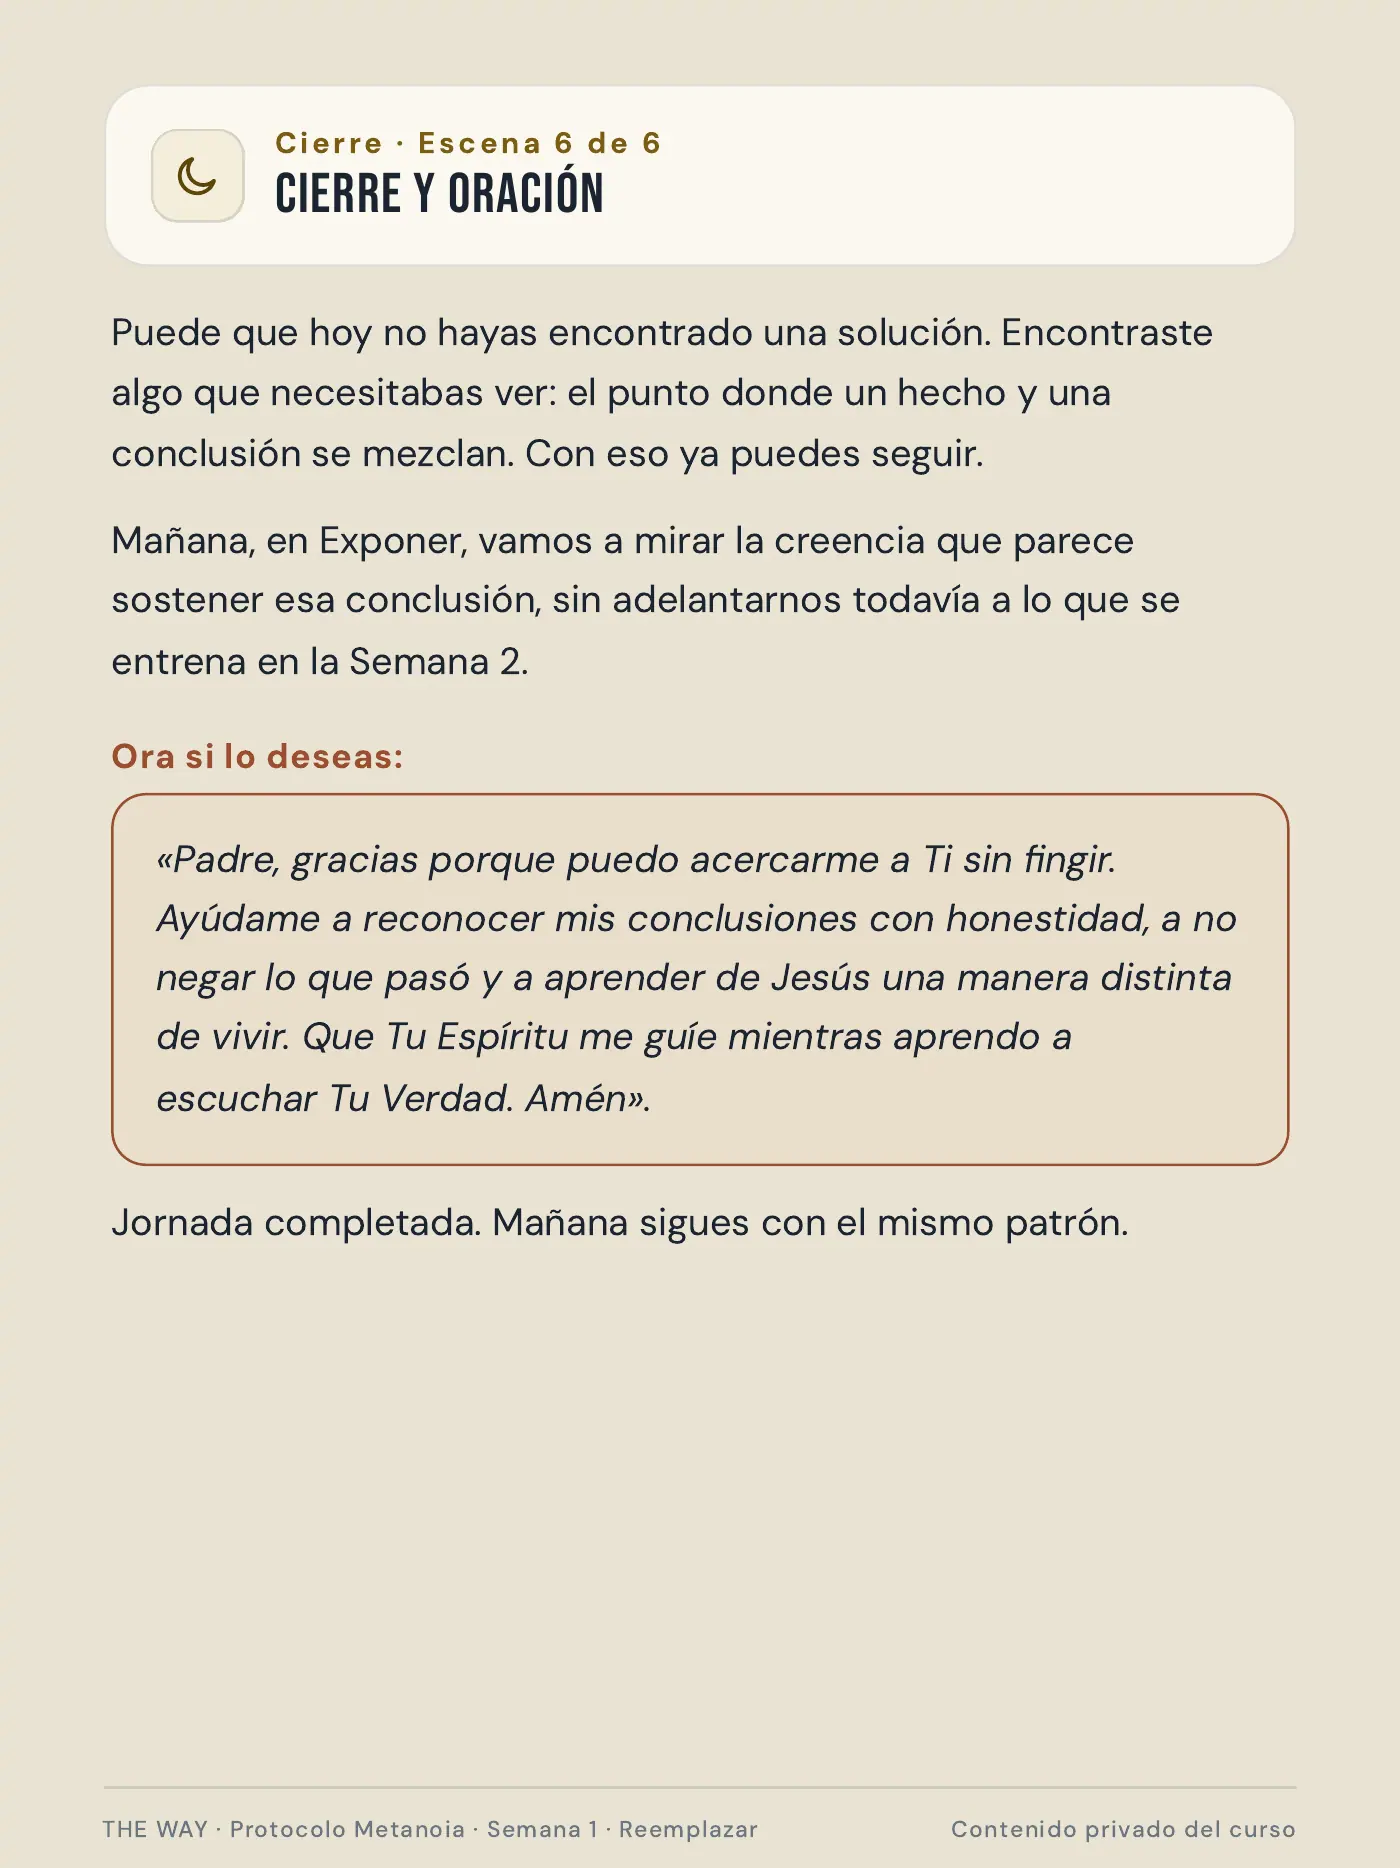 Cierre · Escena 6 de 6
CIERRE Y ORACIÓN
Puede que hoy no hayas encontrado una solución. Encontraste
algo que necesitabas ver: el punto donde un hecho y una
conclusión se mezclan. Con eso ya puedes seguir.
Mañana, en Exponer, vamos a mirar la creencia que parece
sostener esa conclusión, sin adelantarnos todavía a lo que se
entrena en la Semana 2.
Ora si lo deseas:
«Padre, gracias porque puedo acercarme a Ti sin fingir.
Ayúdame a reconocer mis conclusiones con honestidad, a no
negar lo que pasó y a aprender de Jesús una manera distinta
de vivir. Que Tu Espíritu me guíe mientras aprendo a
escuchar Tu Verdad. Amén».
Jornada completada. Mañana sigues con el mismo patrón.
THE WAY · Protocolo Metanoia · Semana 1 · Reemplazar
Contenido privado del curso